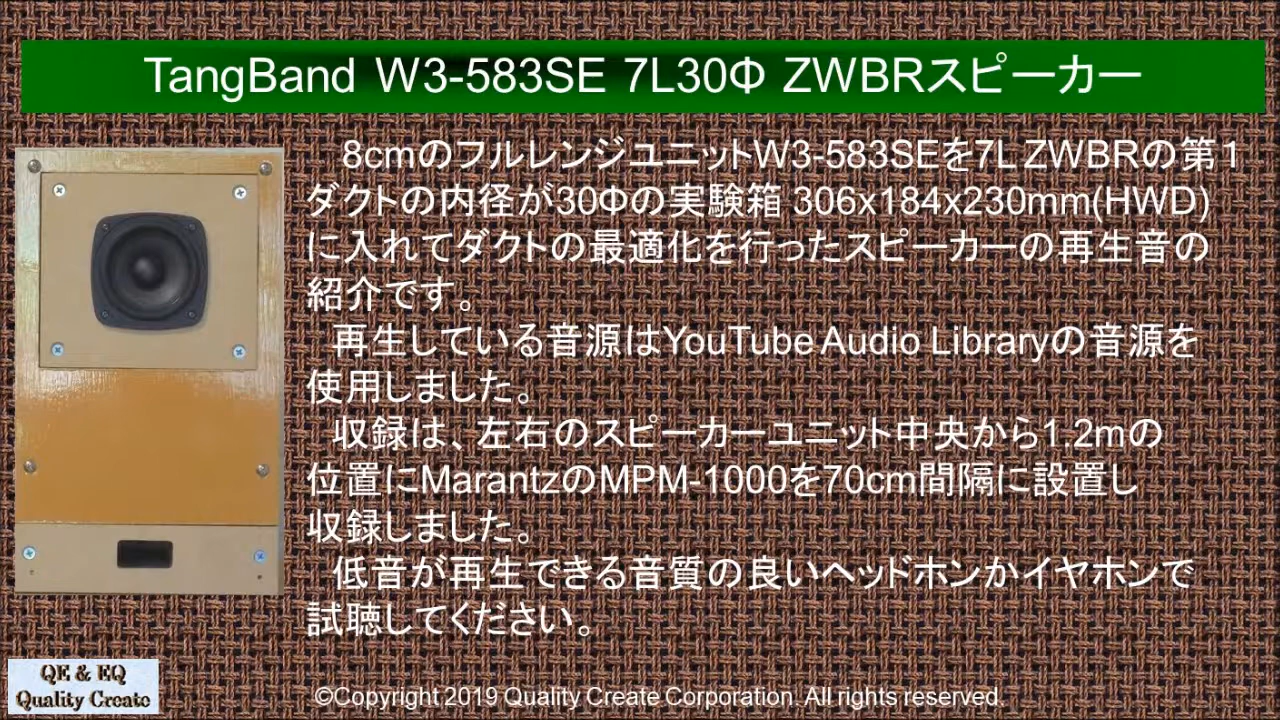 TangBand W3-583SE 7L30Φ ZWBRスピーカー
8cmのフルレンジユニットW3-583SEを7L ZWBRの第1
ダクトの内径が30Φの実験箱 306x184x230mm(HWD)
に入れてダクトの最適化を行ったスピーカーの再生音の
紹介です。
再生している音源はYouTube Audio Libraryの音源を
使用しました。
収録は、左右のスピーカーユニット中央から1.2mの
位置にMarantzのMPM-1000を70cm間隔に設置し
収録しました。
低音が再生できる音質の良いヘッドホンかイヤホンで
試聴してください。
QE & EQ
Quality Create
©Copyright 2019 Quality Create Corporation. All rights reserved.